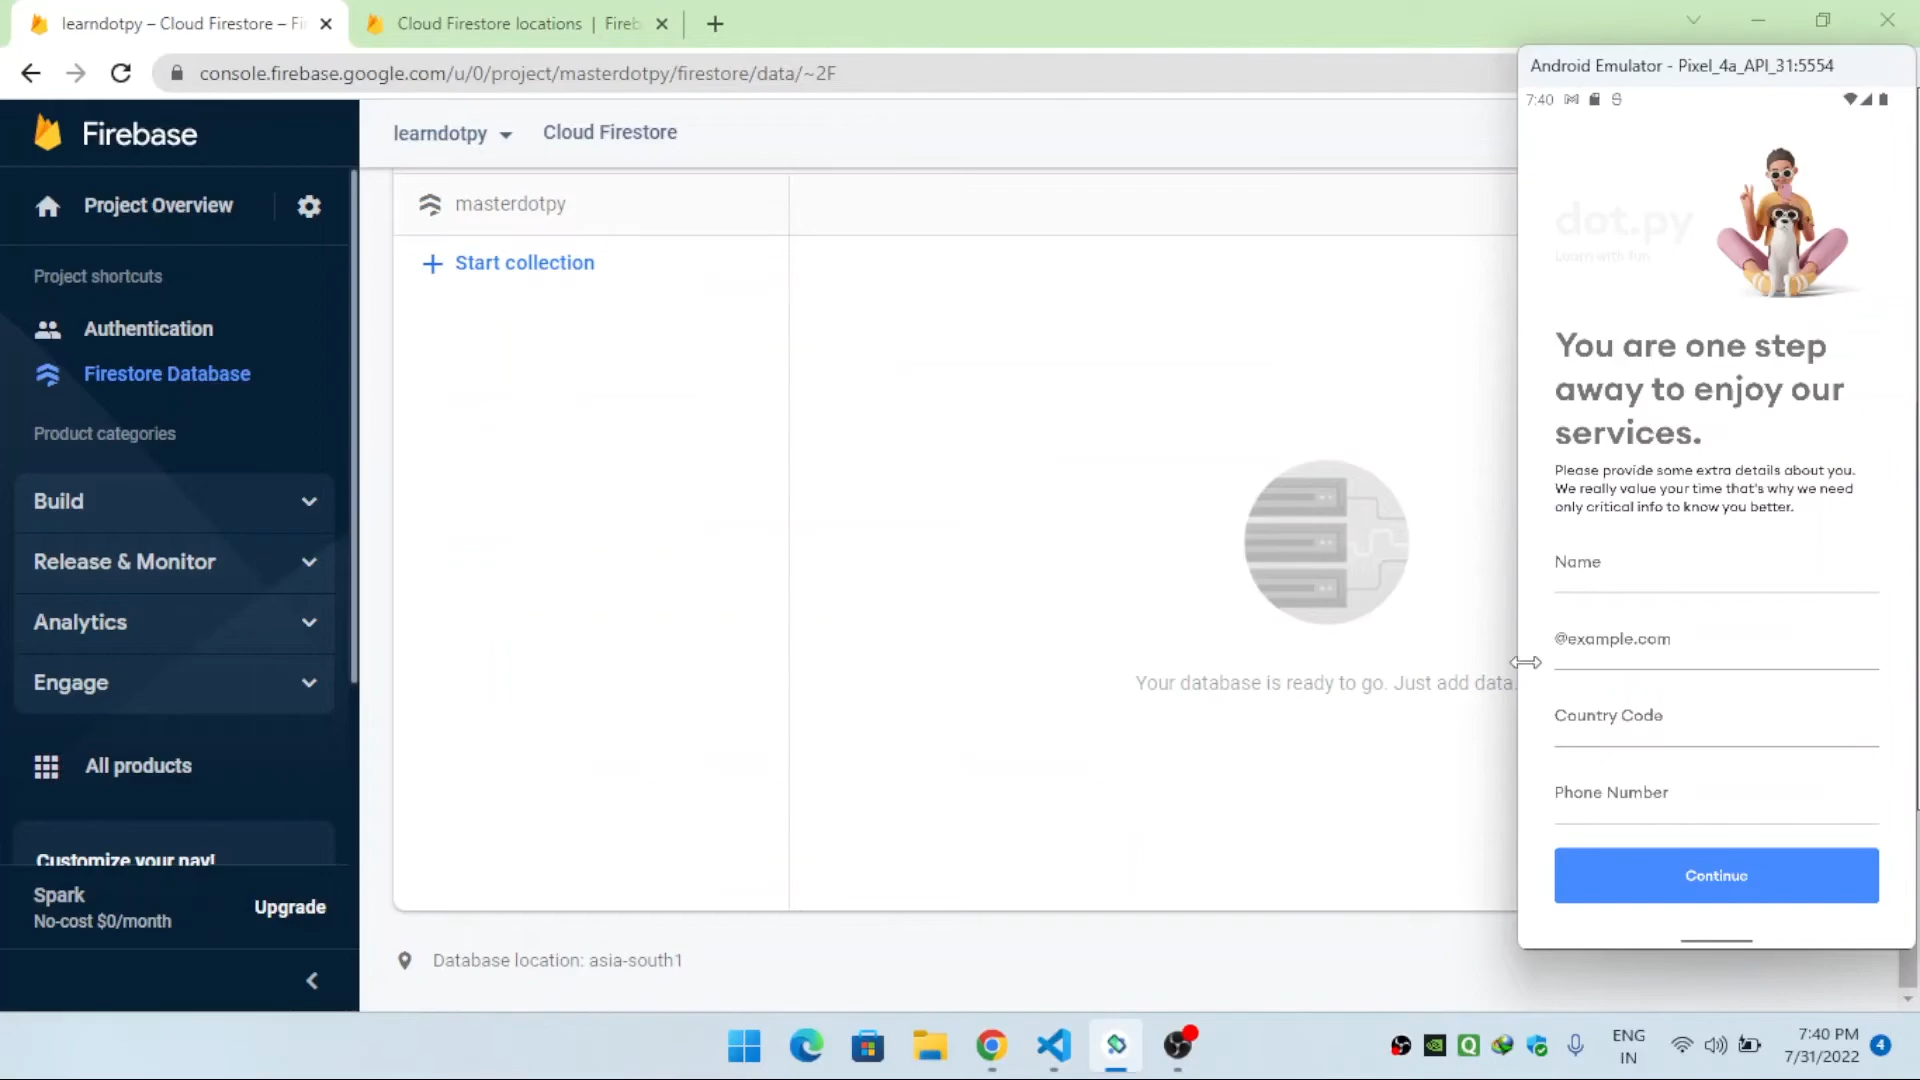 learndotpy – Cloud Firestore – Fi
Cloud Firestore locations | Fireb
console.firebase.google.com/u/0/project/masterdotpy/firestore/data/~2F
Firebase
Project Overview
Project shortcuts
Authentication
Firestore Database
Product categories
Build
Release & Monitor
Analytics
Engage
All products
Customize your nav!
Spark
No-cost $0/month
Upgrade
learndotpy
Cloud Firestore
masterdotpy
Start collection
Your database is ready to go. Just add data.
Database location: asia-south1
Android Emulator - Pixel_4a_API_31:5554
7:40
dot.py
Learn with fun
You are one step
away to enjoy our
services.
Please provide some extra details about you.
We really value your time that's why we need
only critical info to know you better.
Name
@example.com
Country Code
Phone Number
Continue
ENG
IN
7:40 PM
7/31/2022
4